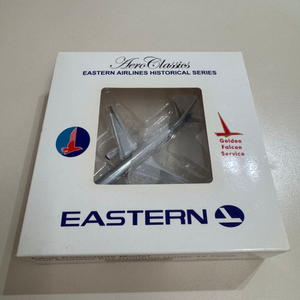 AeroClassics
EASTERN AIRLINES HISTORICAL SERIES
Golden
Falcon
Service
EASTERN